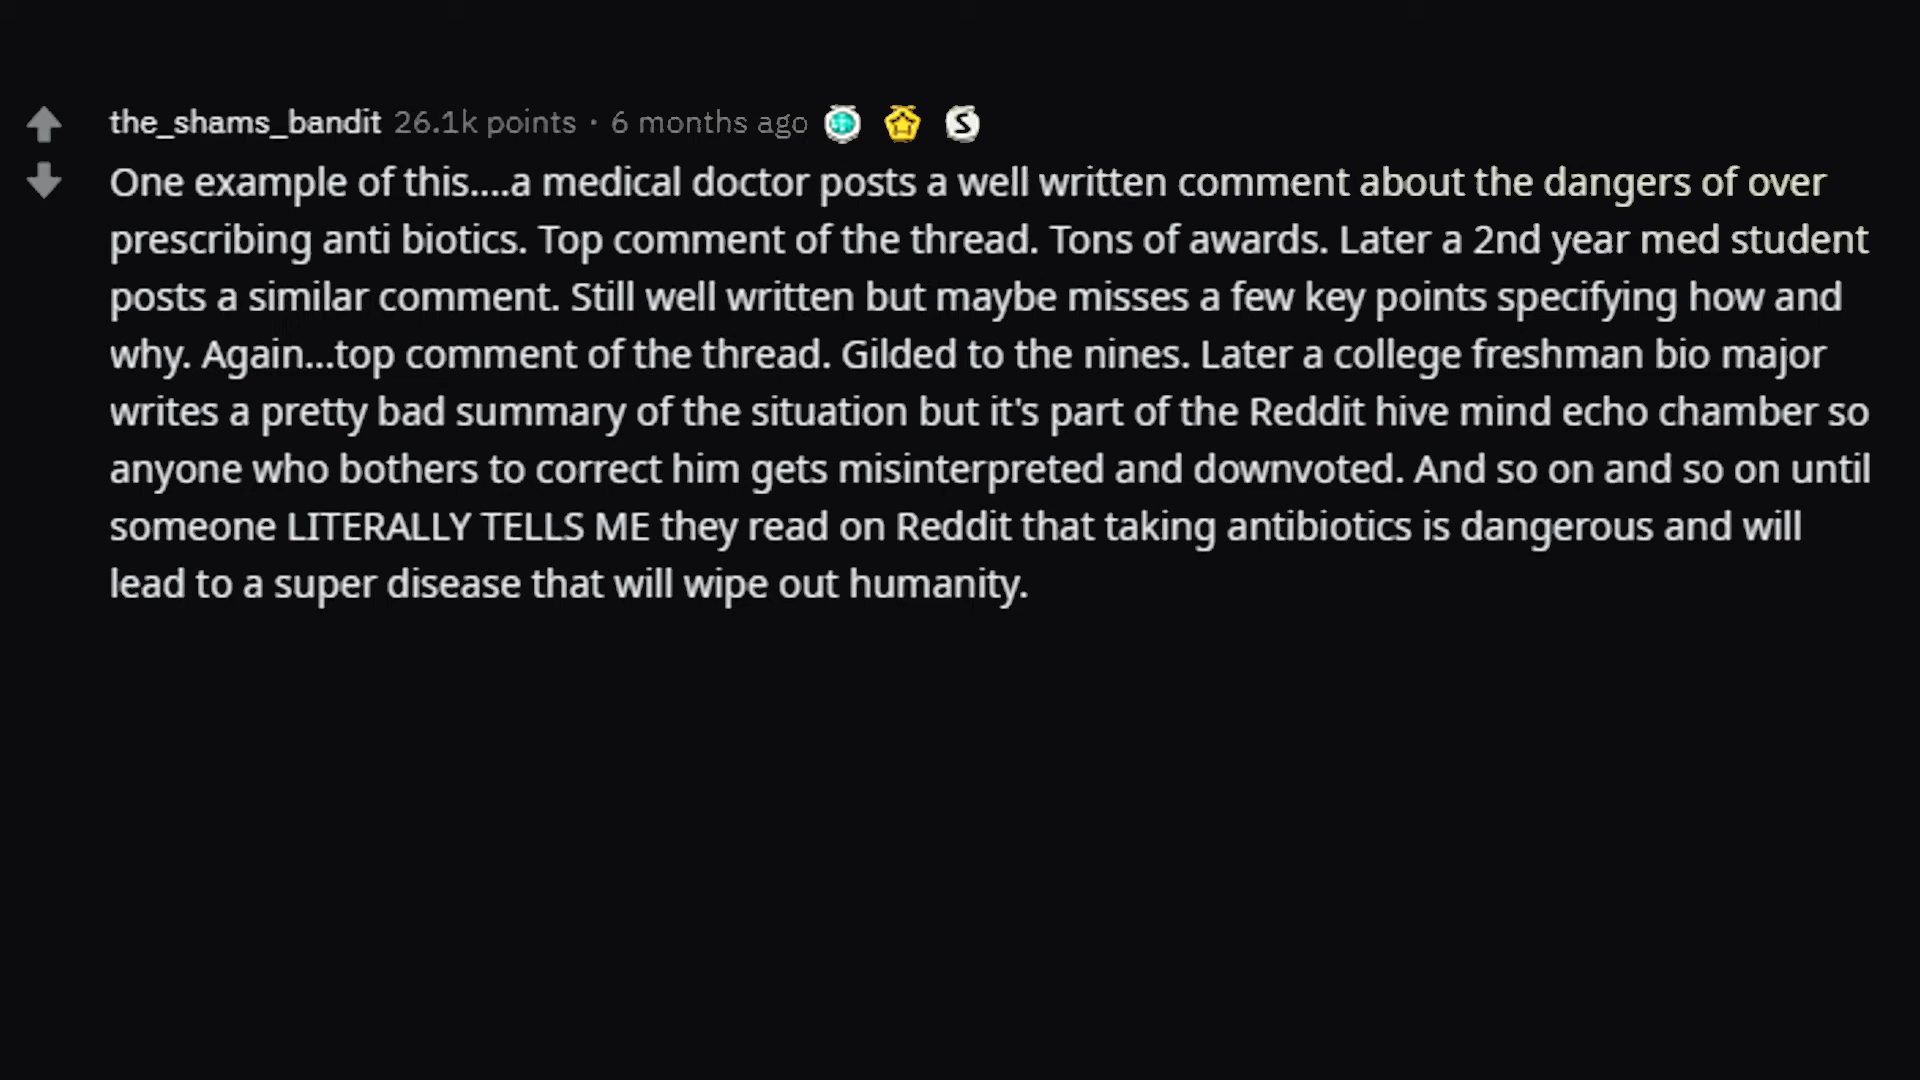 the_shams_bandit 26.1k points · 6 months ago
One example of this....a medical doctor posts a well written comment about the dangers of over
prescribing anti biotics. Top comment of the thread. Tons of awards. Later a 2nd year med student
posts a similar comment. Still well written but maybe misses a few key points specifying how and
why. Again...top comment of the thread. Gilded to the nines. Later a college freshman bio major
writes a pretty bad summary of the situation but it's part of the Reddit hive mind echo chamber so
anyone who bothers to correct him gets misinterpreted and downvoted. And so on and so on until
someone LITERALLY TELLS ME they read on Reddit that taking antibiotics is dangerous and will
lead to a super disease that will wipe out humanity.